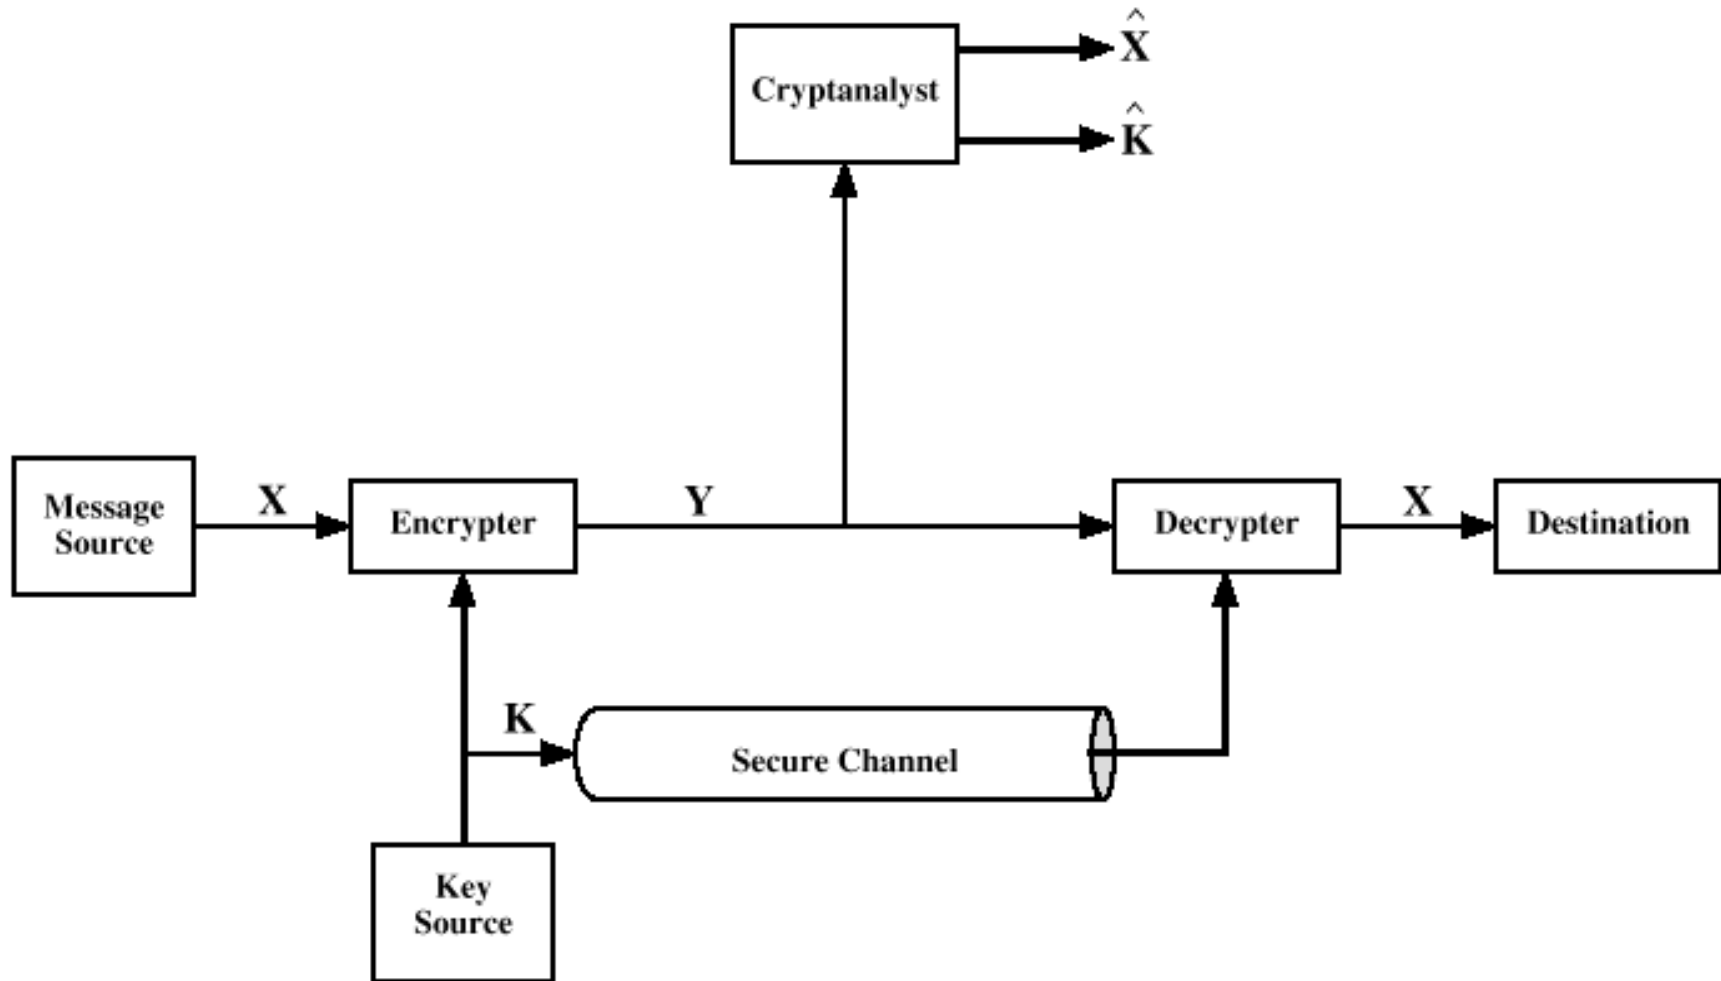 X̂
Cryptanalyst
K̂
Message
Source
X
Encrypter
Y
Decrypter
X
Destination
K
Secure Channel
Key
Source